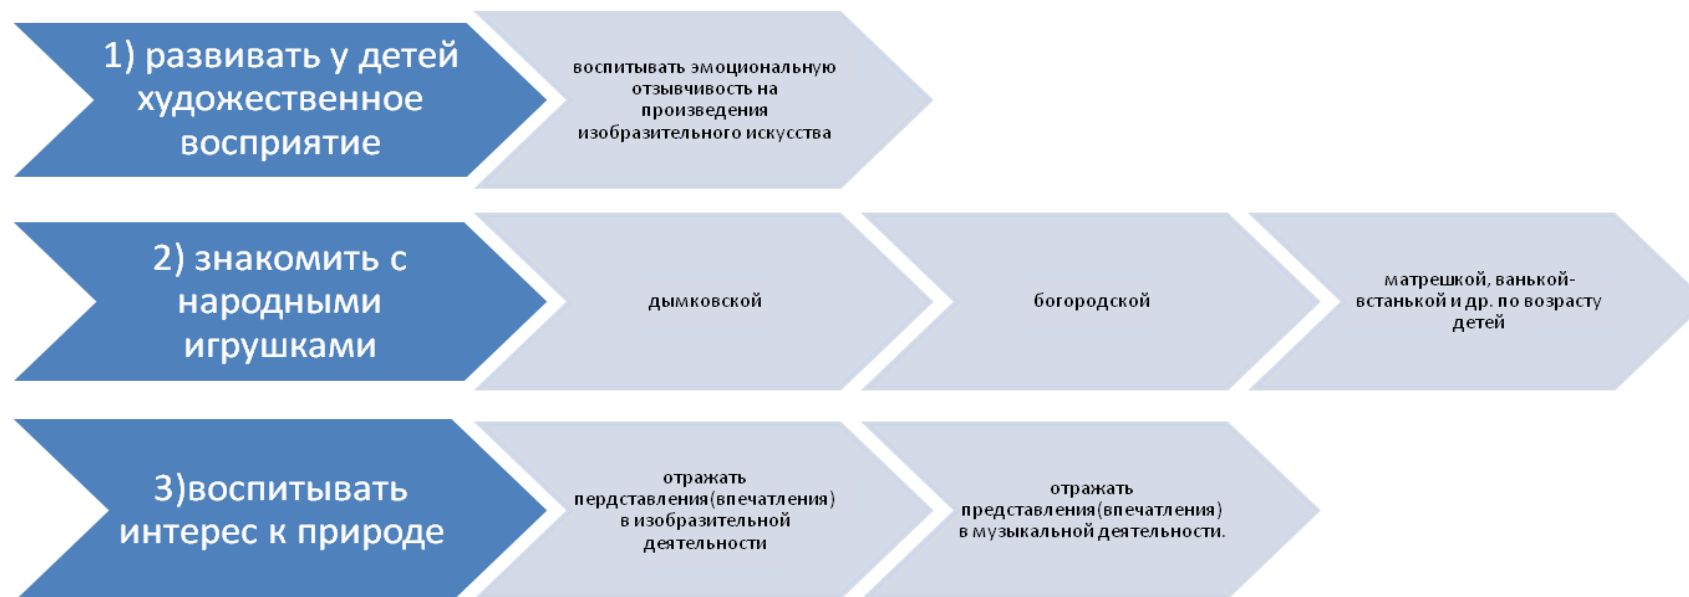 1) развивать у детей
художественное
восприятие
воспитывать эмоциональную
отзывчивость на
произведения
изобразительного искусства
2) знакомить с
народными
игрушками
дымковской
богородской
матрешкой, ванькой-
встанькой и др. по возрасту
детей
3)воспитывать
интерес к природе
отражать
пердставления(впечатления)
в изобразительной
деятельности
отражать
представления(впечатления)
в музыкальной деятельности.